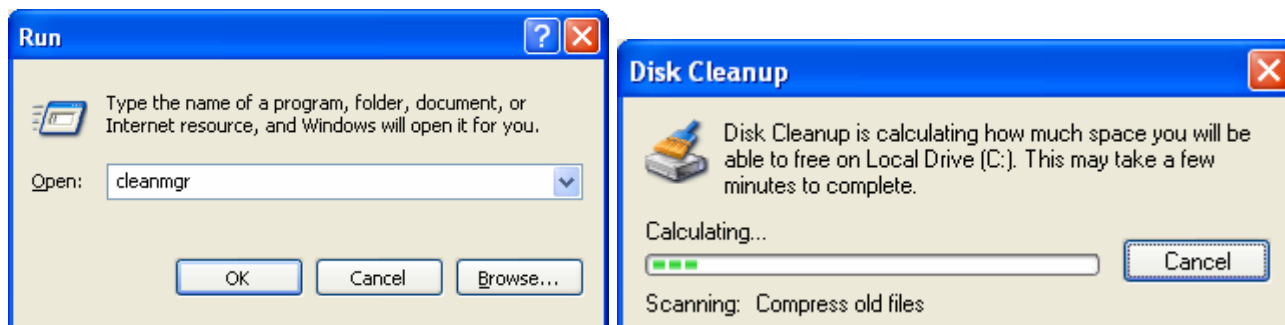 Run
Type the name of a program, folder, document, or
Internet resource, and Windows will open it for you.
Open: cleanmgr
OK Cancel Browse...
Disk Cleanup
Disk Cleanup is calculating how much space you will be
able to free on Local Drive (C:). This may take a few
minutes to complete.
Calculating...
Cancel
Scanning: Compress old files